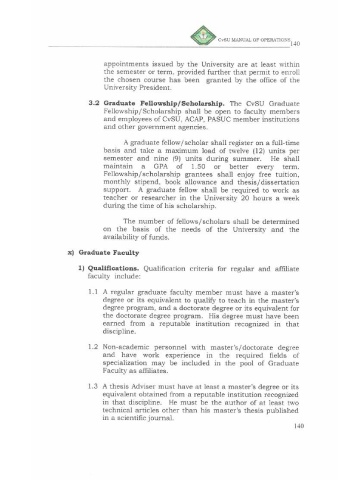 CvSU MANUAL OF OPERATIONS 140
appointments issued by the University are at least within
the semester or term, provided further that permit to enroll
the chosen course has been granted by the office of the
University President.
3.2 Graduate Fellowship/Scholarship. The CvSU Graduate
Fellowship/Scholarship shall be open to faculty members
and employees of CvSU, ACAP, PASUC member institutions
and other government agencies.
A graduate fellow/scholar shall register on a full-time
basis and take a maximum load of twelve (12) units per
semester and nine (9) units during summer. He shall
maintain a GPA of 1.50 or better every term.
Fellowship/scholarship grantees shall enjoy free tuition,
monthly stipend, book allowance and thesis/dissertation
support. A graduate fellow shall be required to work as
teacher or researcher in the University 20 hours a week
during the time of his scholarship.
The number of fellows/scholars shall be determined
on the basis of the needs of the University and the
availability of funds.
x) Graduate Faculty
1) Qualifications. Qualification criteria for regular and affiliate
faculty include:
1.1 A regular graduate faculty member must have a master's
degree or its equivalent to qualify to teach in the master's
degree program, and a doctorate degree or its equivalent for
the doctorate degree program. His degree must have been
earned from a reputable institution recognized in that
discipline.
1.2 Non-academic personnel with master's/doctorate degree
and have work experience in the required fields of
specialization may be included in the pool of Graduate
Faculty as affiliates.
1.3 A thesis Adviser must have at least a master's degree or its
equivalent obtained from a reputable institution recognized
in that discipline. He must be the author of at least two
technical articles other than his master's thesis published
in a scientific journal.
140